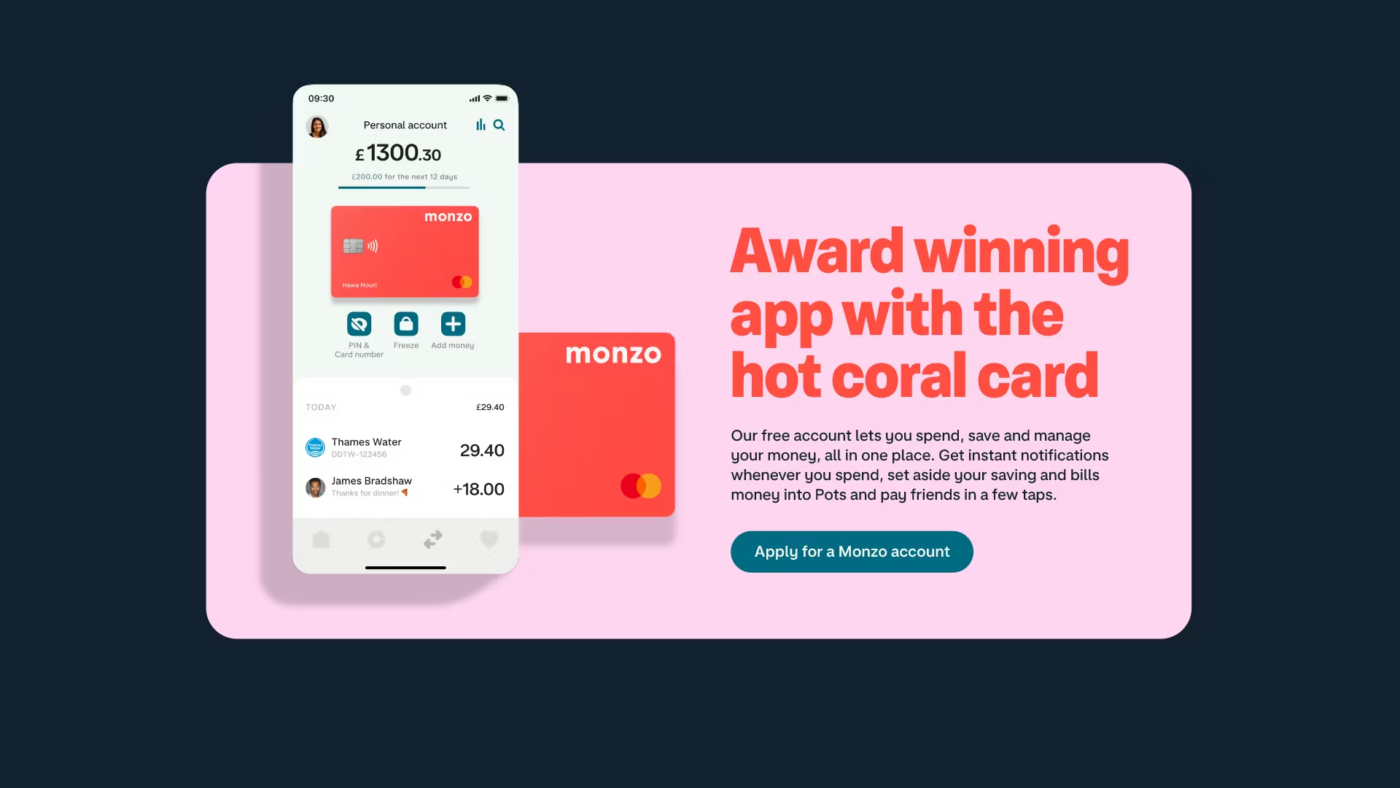 09:30
Personal account
£1300.30
£200.00 for the next 12 days
monzo
Hawa Nouri
PIN &
Card number
Freeze
Add money
TODAY
£29.40
Thames Water
29.40
DDTW-123456
James Bradshaw
+18.00
Thanks for dinner! 🍕
monzo
Award winning
app with the
hot coral card
Our free account lets you spend, save and manage
your money, all in one place. Get instant notifications
whenever you spend, set aside your saving and bills
money into Pots and pay friends in a few taps.
Apply for a Monzo account